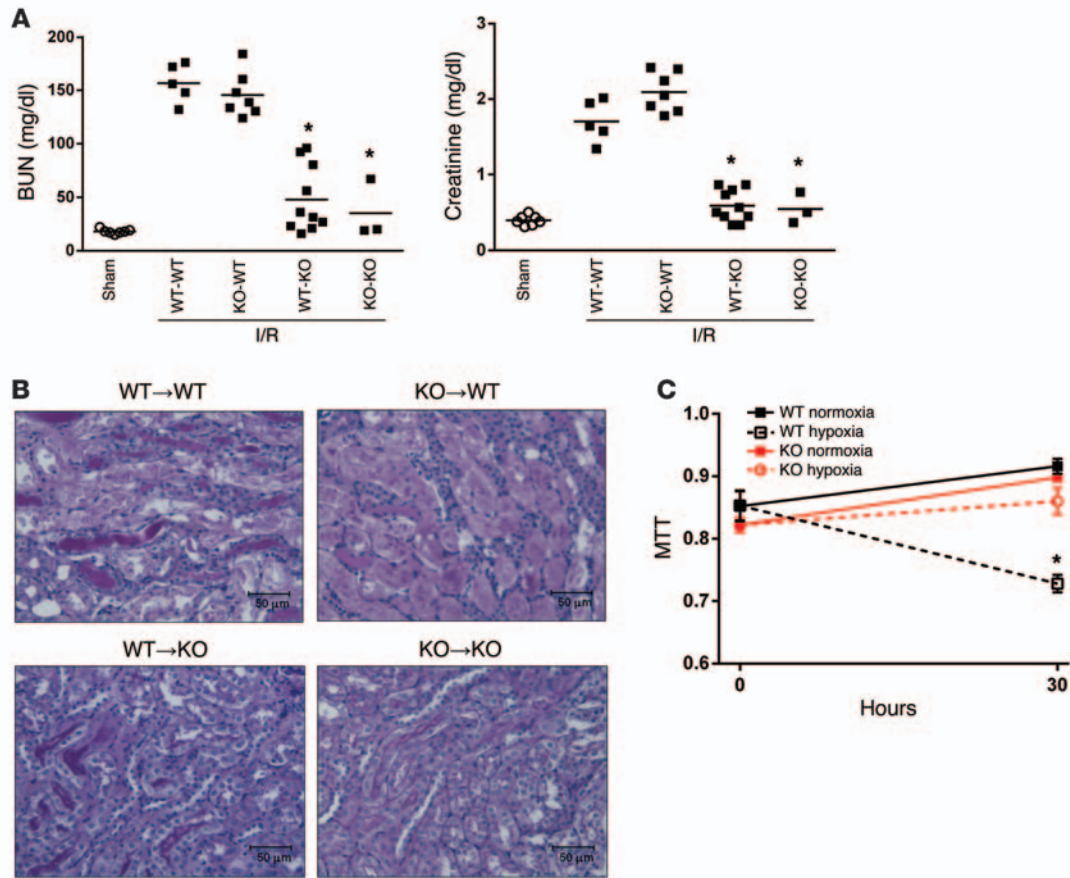 A
BUN (mg/dl)
200
150
100
50
0
*
*
Sham
WT-WT
KO-WT
WT-KO
KO-KO
I/R
Creatinine (mg/dl)
3
2
1
0
*
*
Sham
WT-WT
KO-WT
WT-KO
KO-KO
I/R
B
WT→WT
50 μm
KO→WT
50 μm
WT→KO
50 μm
KO→KO
50 μm
C
WT normoxia
WT hypoxia
KO normoxia
KO hypoxia
MTT
1.0
0.9
0.8
0.7
0.6
*
0
30
Hours